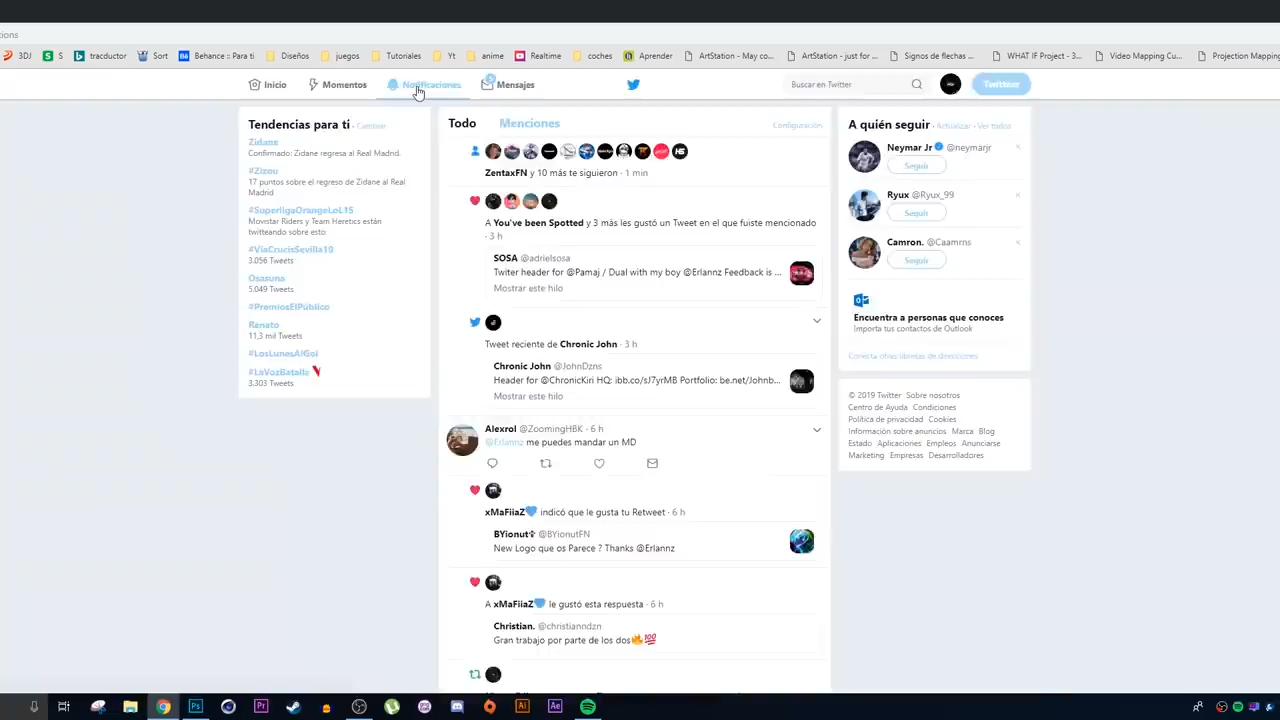 ions
3DJ
S S
tracductor
Sort
Behance :: Para ti
Diseños
juegos
Tutoriales
Yt
anime
Realtime
coches
Aprender
ArtStation - May co...
ArtStation - just for ...
Signos de flechas ...
WHAT IF Project - 3...
Video Mapping Cu...
Projection Mapping
Inicio
Momentos
Notificaciones
Mensajes
Buscar en Twitter
Twittear
Tendencias para ti · Cambiar
Zidane
Confirmado: Zidane regresa al Real Madrid.
#Zizou
17 puntos sobre el regreso de Zidane al Real
Madrid
#SuperligaOrangeLoL15
Movistar Riders y Team Heretics están
twitteando sobre esto
#ViaCrucisSevilla19
3.056 Tweets
Osasuna
5.049 Tweets
#PremiosElPúblico
Renato
11,3 mil Tweets
#LosLunesAlGol
#LaVozBatalla
3.303 Tweets
Todo
Menciones
Configuración
ZentaxFN y 10 más te siguieron · 1 min
A You've been Spotted y 3 más les gustó un Tweet en el que fuiste mencionado
· 3 h
SOSA @adrielsosa
Twiter header for @Pamaj / Dual with my boy @Erlannz Feedback is ...
Mostrar este hilo
Tweet reciente de Chronic John · 3 h
Chronic John @JohnDzns
Header for @ChronicKiri HQ: ibb.co/sJ7yrMB Portfolio: be.net/Johnb...
Mostrar este hilo
Alexrol @ZoomingHBK · 6 h
@Erlannz me puedes mandar un MD
xMaFiiaZ💙 indicó que le gusta tu Retweet · 6 h
BYionut @BYionutFN
New Logo que os Parece ? Thanks @Erlannz
A xMaFiiaZ💙 le gustó esta respuesta · 6 h
Christian. @christianndzn
Gran trabajo por parte de los dos🔥💯
A quién seguir · Actualizar · Ver todos
Neymar Jr @neymarjr
Seguir
Ryux @Ryux_99
Seguir
Camron. @Caamrns
Seguir
Encuentra a personas que conoces
Importa tus contactos de Outlook
Conecta otras libretas de direcciones
© 2019 Twitter Sobre nosotros
Centro de Ayuda Condiciones
Política de privacidad Cookies
Información sobre anuncios Marca Blog
Estado Aplicaciones Empleos Anunciarse
Marketing Empresas Desarrolladores
Ps
Pr
Ai
Ae